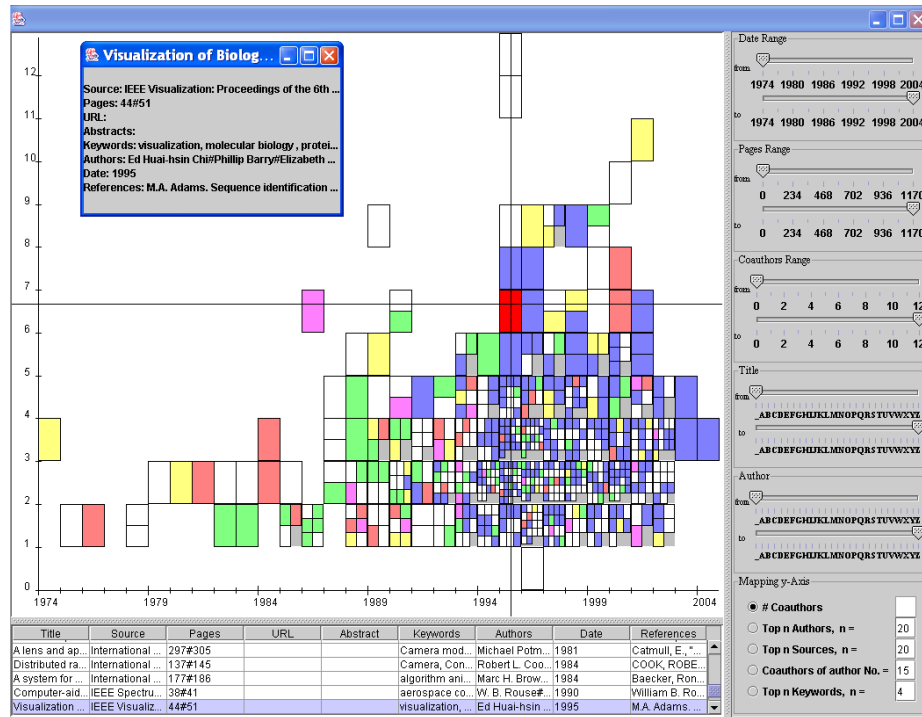 Visualization of Biolog...
Source: IEEE Visualization: Proceedings of the 6th ...
Pages: 44#51
URL:
Abstracts:
Keywords: visualization, molecular biology , protei...
Authors: Ed Huai-hsin Chi#Phillip Barry#Elizabeth ...
Date: 1995
References: M.A. Adams. Sequence identification ...
12
11
10
9
8
7
6
5
4
3
2
1
0
1974 1979 1984 1989 1994 1999 2004
Title Source Pages URL Abstract Keywords Authors Date References
A lens and ap... International ... 297#305 Camera mod... Michael Potm... 1981 Catmull, E., "...
Distributed ra... International ... 137#145 Camera, Con... Robert L. Coo... 1984 COOK, ROBE...
A system for ... International ... 177#186 algorithm ani... Marc H. Brow... 1984 Baecker, Ron...
Computer-aid... IEEE Spectru... 38#41 aerospace co... W. B. Rouse#... 1990 William B. Ro...
Visualization ... IEEE Visualiz... 44#51 visualization, ... Ed Huai-hsin ... 1995 M.A. Adams. ...
Date Range
from
1974 1980 1986 1992 1998 2004
to
1974 1980 1986 1992 1998 2004
Pages Range
from
0 234 468 702 936 1170
to
0 234 468 702 936 1170
Coauthors Range
from
0 2 4 6 8 10 12
to
0 2 4 6 8 10 12
Title
from
_ABCDEFGHIJKLMNOPQRSTUVWXYZ
to
_ABCDEFGHIJKLMNOPQRSTUVWXYZ
Author
from
_ABCDEFGHIJKLMNOPQRSTUVWXYZ
to
_ABCDEFGHIJKLMNOPQRSTUVWXYZ
Mapping y-Axis
# Coauthors
Top n Authors, n = 20
Top n Sources, n = 20
Coauthors of author No. = 15
Top n Keywords, n = 4